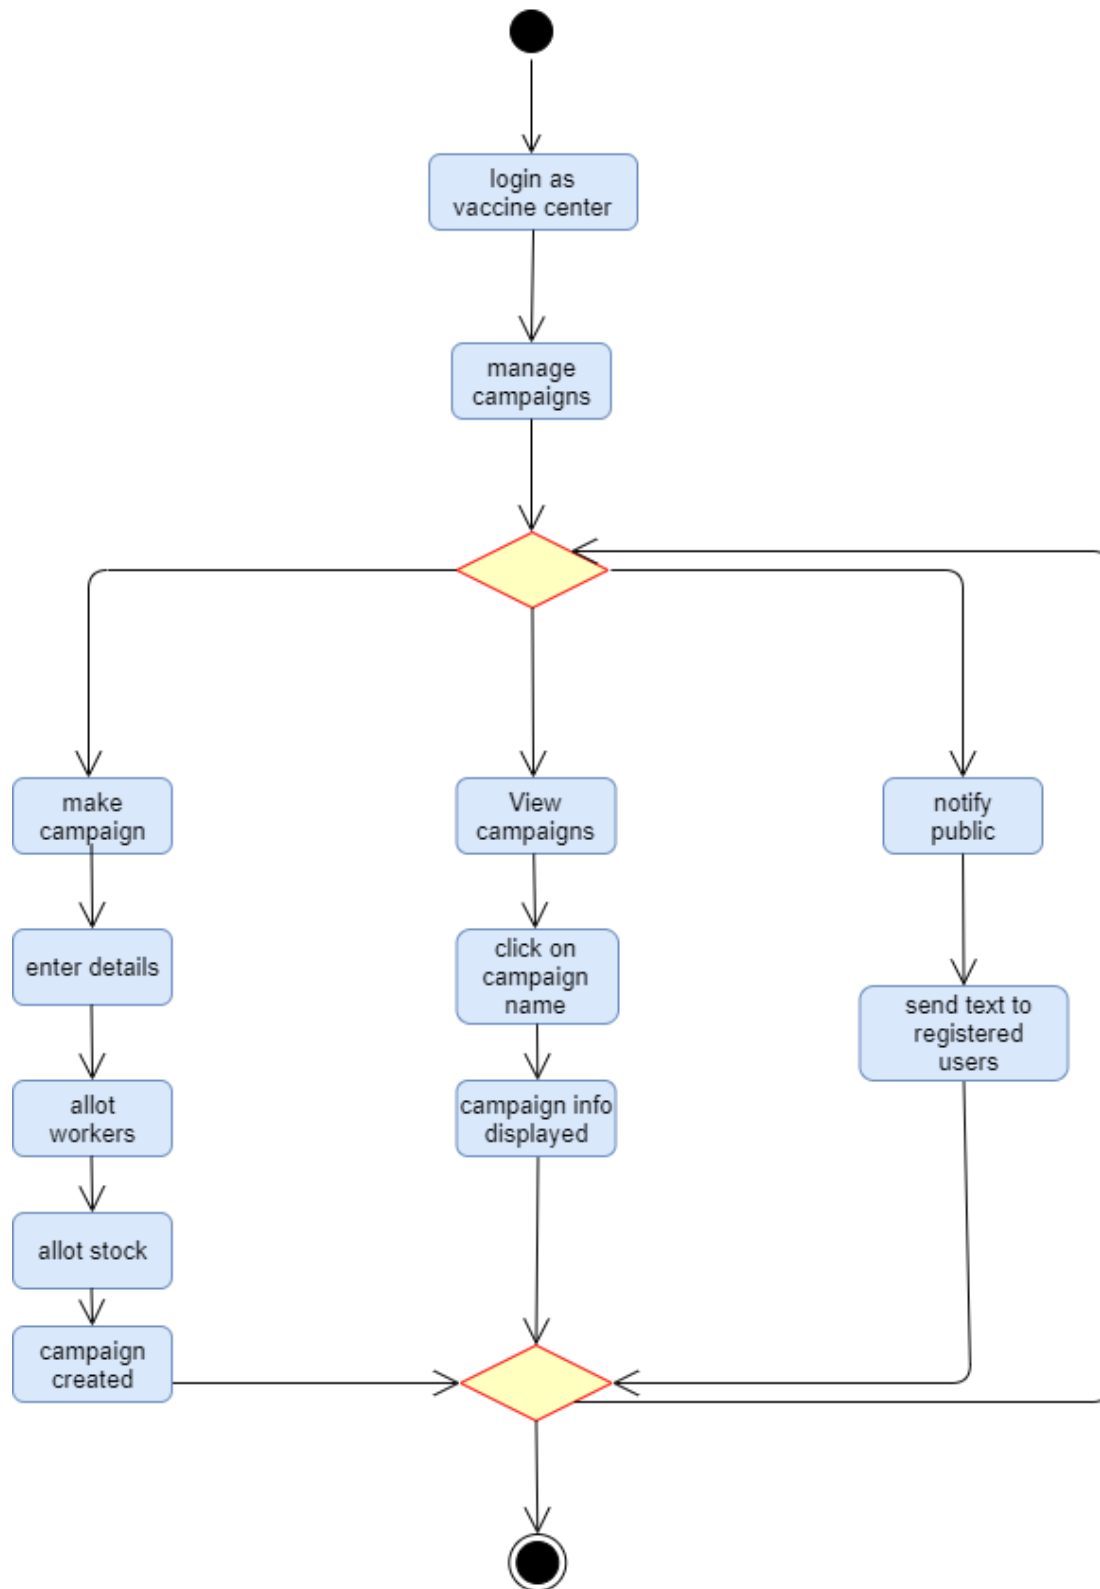 login as
vaccine center
manage
campaigns
make
campaign
View
campaigns
notify
public
enter details
click on
campaign
name
send text to
registered
users
allot
workers
campaign info
displayed
allot stock
campaign
created